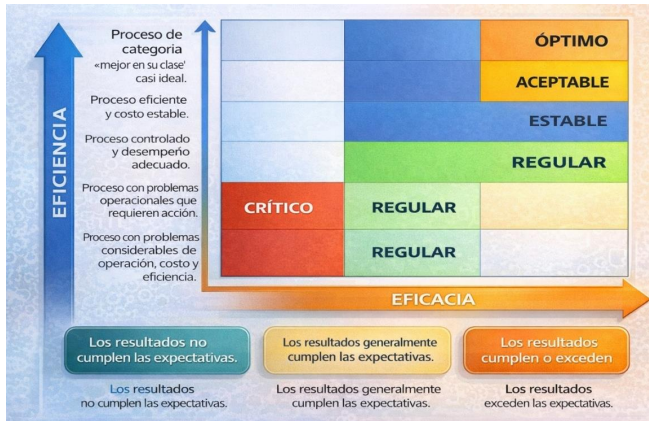 EFICIENCIA
Proceso de
categoria
«mejor en su clase'
casi ideal.
Proceso eficiente
y costo estable.
Proceso controlado
y desempeño
adecuado.
Proceso con problemas
operacionales que
requieren acción.
Proceso con problemas
considerables de
operación, costo y
eficiencia.
ÓPTIMO
ACEPTABLE
ESTABLE
REGULAR
CRÍTICO
REGULAR
REGULAR
EFICACIA
Los resultados no
cumplen las expectativas.
Los resultados generalmente
cumplen las expectativas.
Los resultados
cumplen o exceden
Los resultados
no cumplen las expectativas.
Los resultados generalmente
cumplen las expectativas.
Los resultados
exceden las expectativas.